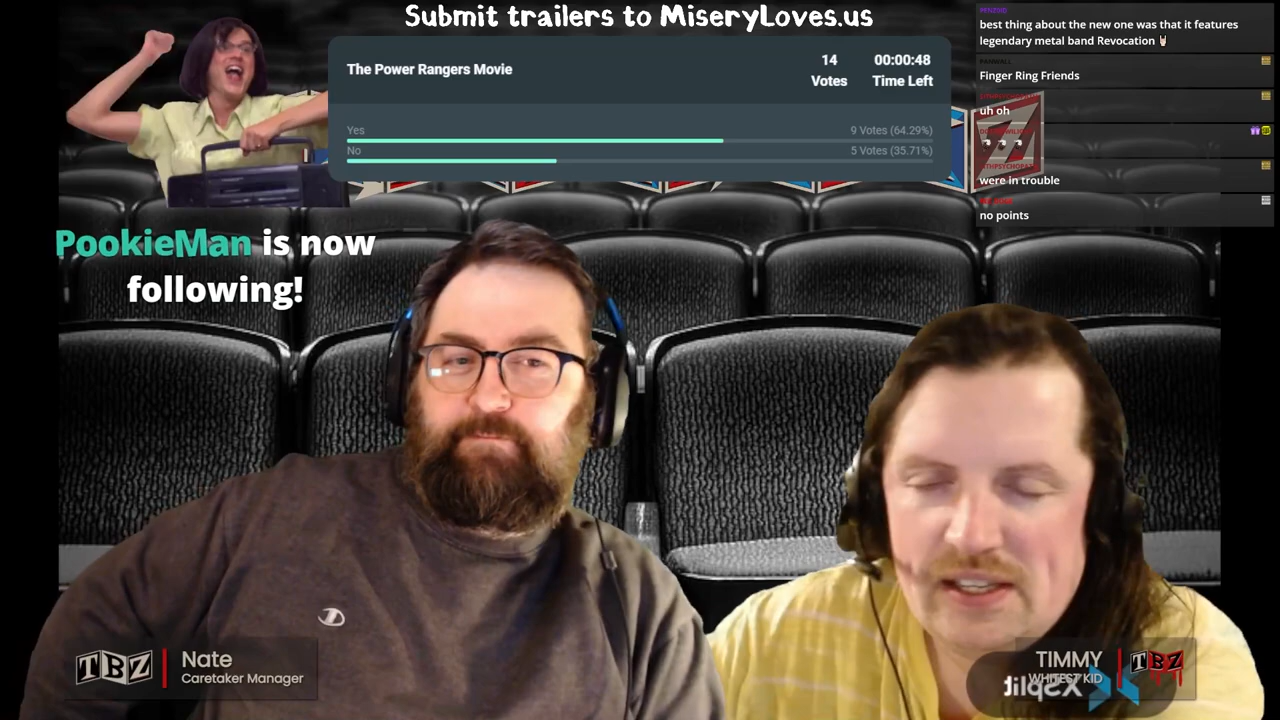 Submit trailers to MiseryLoves.us
The Power Rangers Movie
14
Votes
00:00:48
Time Left
Yes
9 Votes (64.29%)
No
5 Votes (35.71%)
best thing about the new one was that it features
legendary metal band Revocation
Finger Ring Friends
uh oh
were in trouble
no points
PookieMan is now
following!
TBZ
Nate
Caretaker Manager
TIMMY
WHITEST KID
TBZ
Xsplit